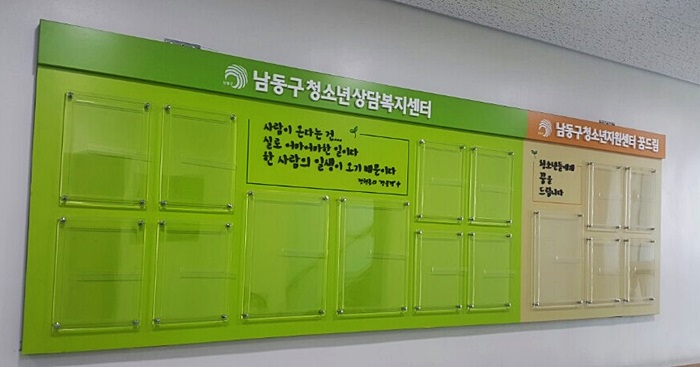 남동구청소년상담복지센터
사람이 온다는 건...
실로 어마어마한 일이다
한 사람의 일생이 오기 때문이다
남동구청소년지원센터 꿈드림
청소년들에게
꿈을
드립니다